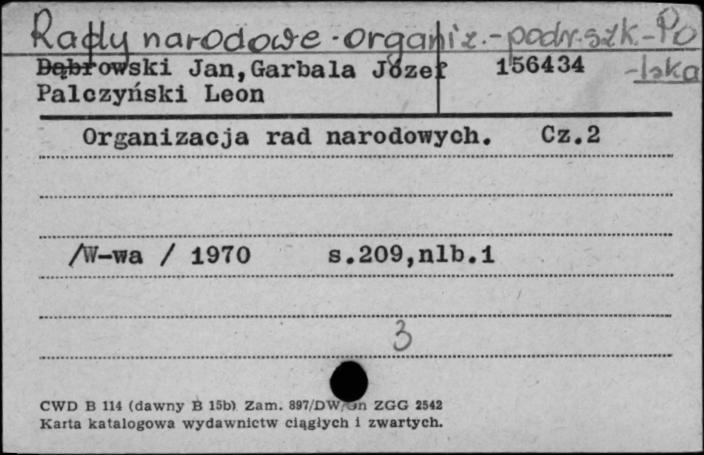 Rady narodowe - organiz. - podr. szk. - Po
lska
Dąbrowski Jan, Garbala Józef 156434
Palczyński Leon
Organizacja rad narodowych. Cz.2
/W-wa / 1970 s.209,nlb.1
3
CWD B 114 (dawny B 15b) Zam. 897/DW/Gn ZGG 2542
Karta katalogowa wydawnictw ciągłych i zwartych.